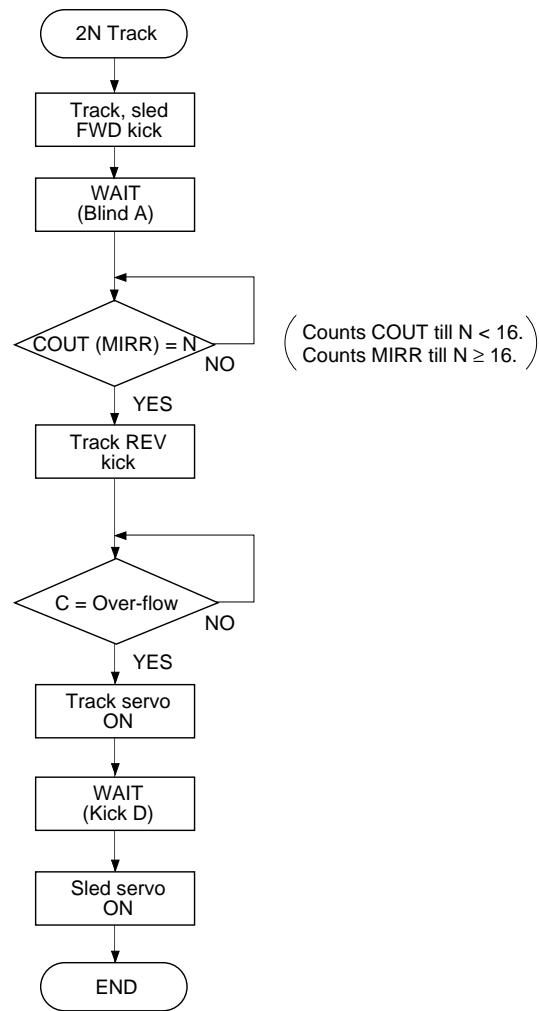 2N Track
Track, sled
FWD kick
WAIT
(Blind A)
COUT (MIRR) = N
NO
Counts COUT till N < 16.
Counts MIRR till N ≥ 16.
YES
Track REV
kick
C = Over-flow
NO
YES
Track servo
ON
WAIT
(Kick D)
Sled servo
ON
END